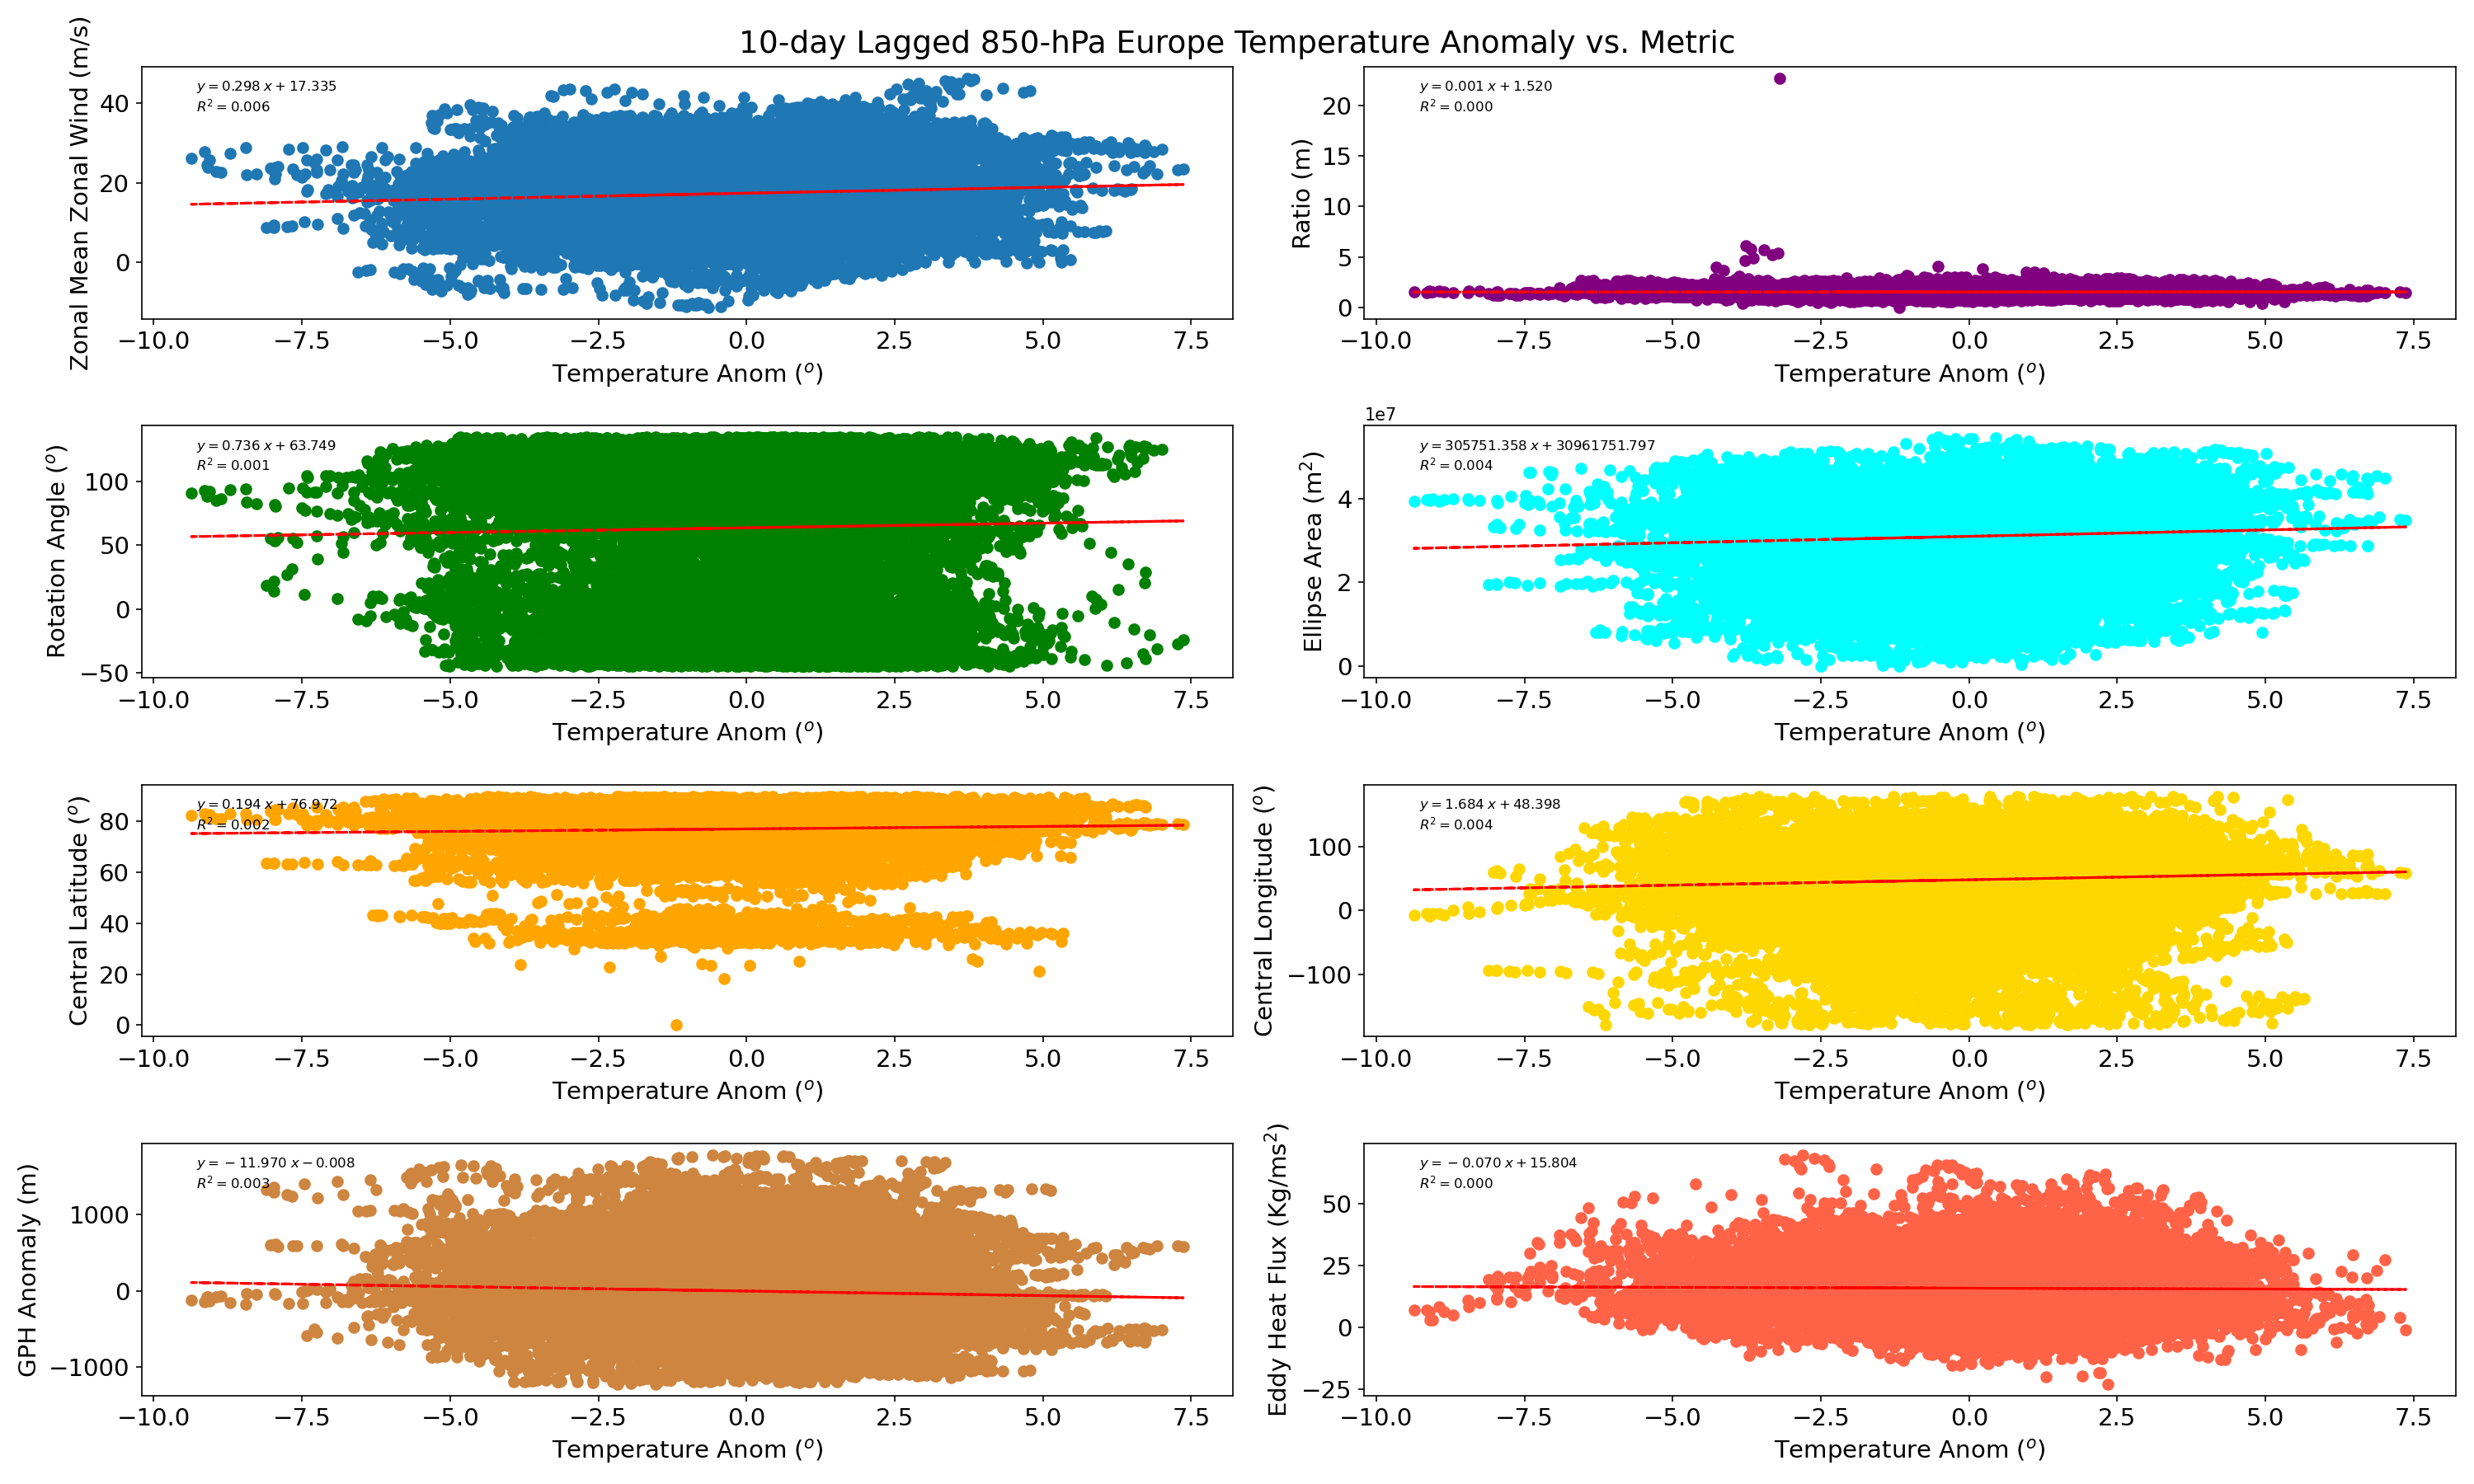 10-day Lagged 850-hPa Europe Temperature Anomaly vs. Metric
Zonal Mean Zonal Wind (m/s)
40
20
0
y = 0.298 x + 17.335
R² = 0.006
−10.0 −7.5 −5.0 −2.5 0.0 2.5 5.0 7.5
Temperature Anom (°)
Ratio (m)
20
15
10
5
0
y = 0.001 x + 1.520
R² = 0.000
−10.0 −7.5 −5.0 −2.5 0.0 2.5 5.0 7.5
Temperature Anom (°)
Rotation Angle (°)
100
50
0
−50
y = 0.736 x + 63.749
R² = 0.001
−10.0 −7.5 −5.0 −2.5 0.0 2.5 5.0 7.5
Temperature Anom (°)
1e7
Ellipse Area (m²)
4
2
0
y = 305751.358 x + 30961751.797
R² = 0.004
−10.0 −7.5 −5.0 −2.5 0.0 2.5 5.0 7.5
Temperature Anom (°)
Central Latitude (°)
80
60
40
20
0
y = 0.194 x + 76.972
R² = 0.002
−10.0 −7.5 −5.0 −2.5 0.0 2.5 5.0 7.5
Temperature Anom (°)
Central Longitude (°)
100
0
−100
y = 1.684 x + 48.398
R² = 0.004
−10.0 −7.5 −5.0 −2.5 0.0 2.5 5.0 7.5
Temperature Anom (°)
GPH Anomaly (m)
1000
0
−1000
y = − 11.970 x − 0.008
R² = 0.003
−10.0 −7.5 −5.0 −2.5 0.0 2.5 5.0 7.5
Temperature Anom (°)
Eddy Heat Flux (Kg/ms²)
50
25
0
−25
y = − 0.070 x + 15.804
R² = 0.000
−10.0 −7.5 −5.0 −2.5 0.0 2.5 5.0 7.5
Temperature Anom (°)